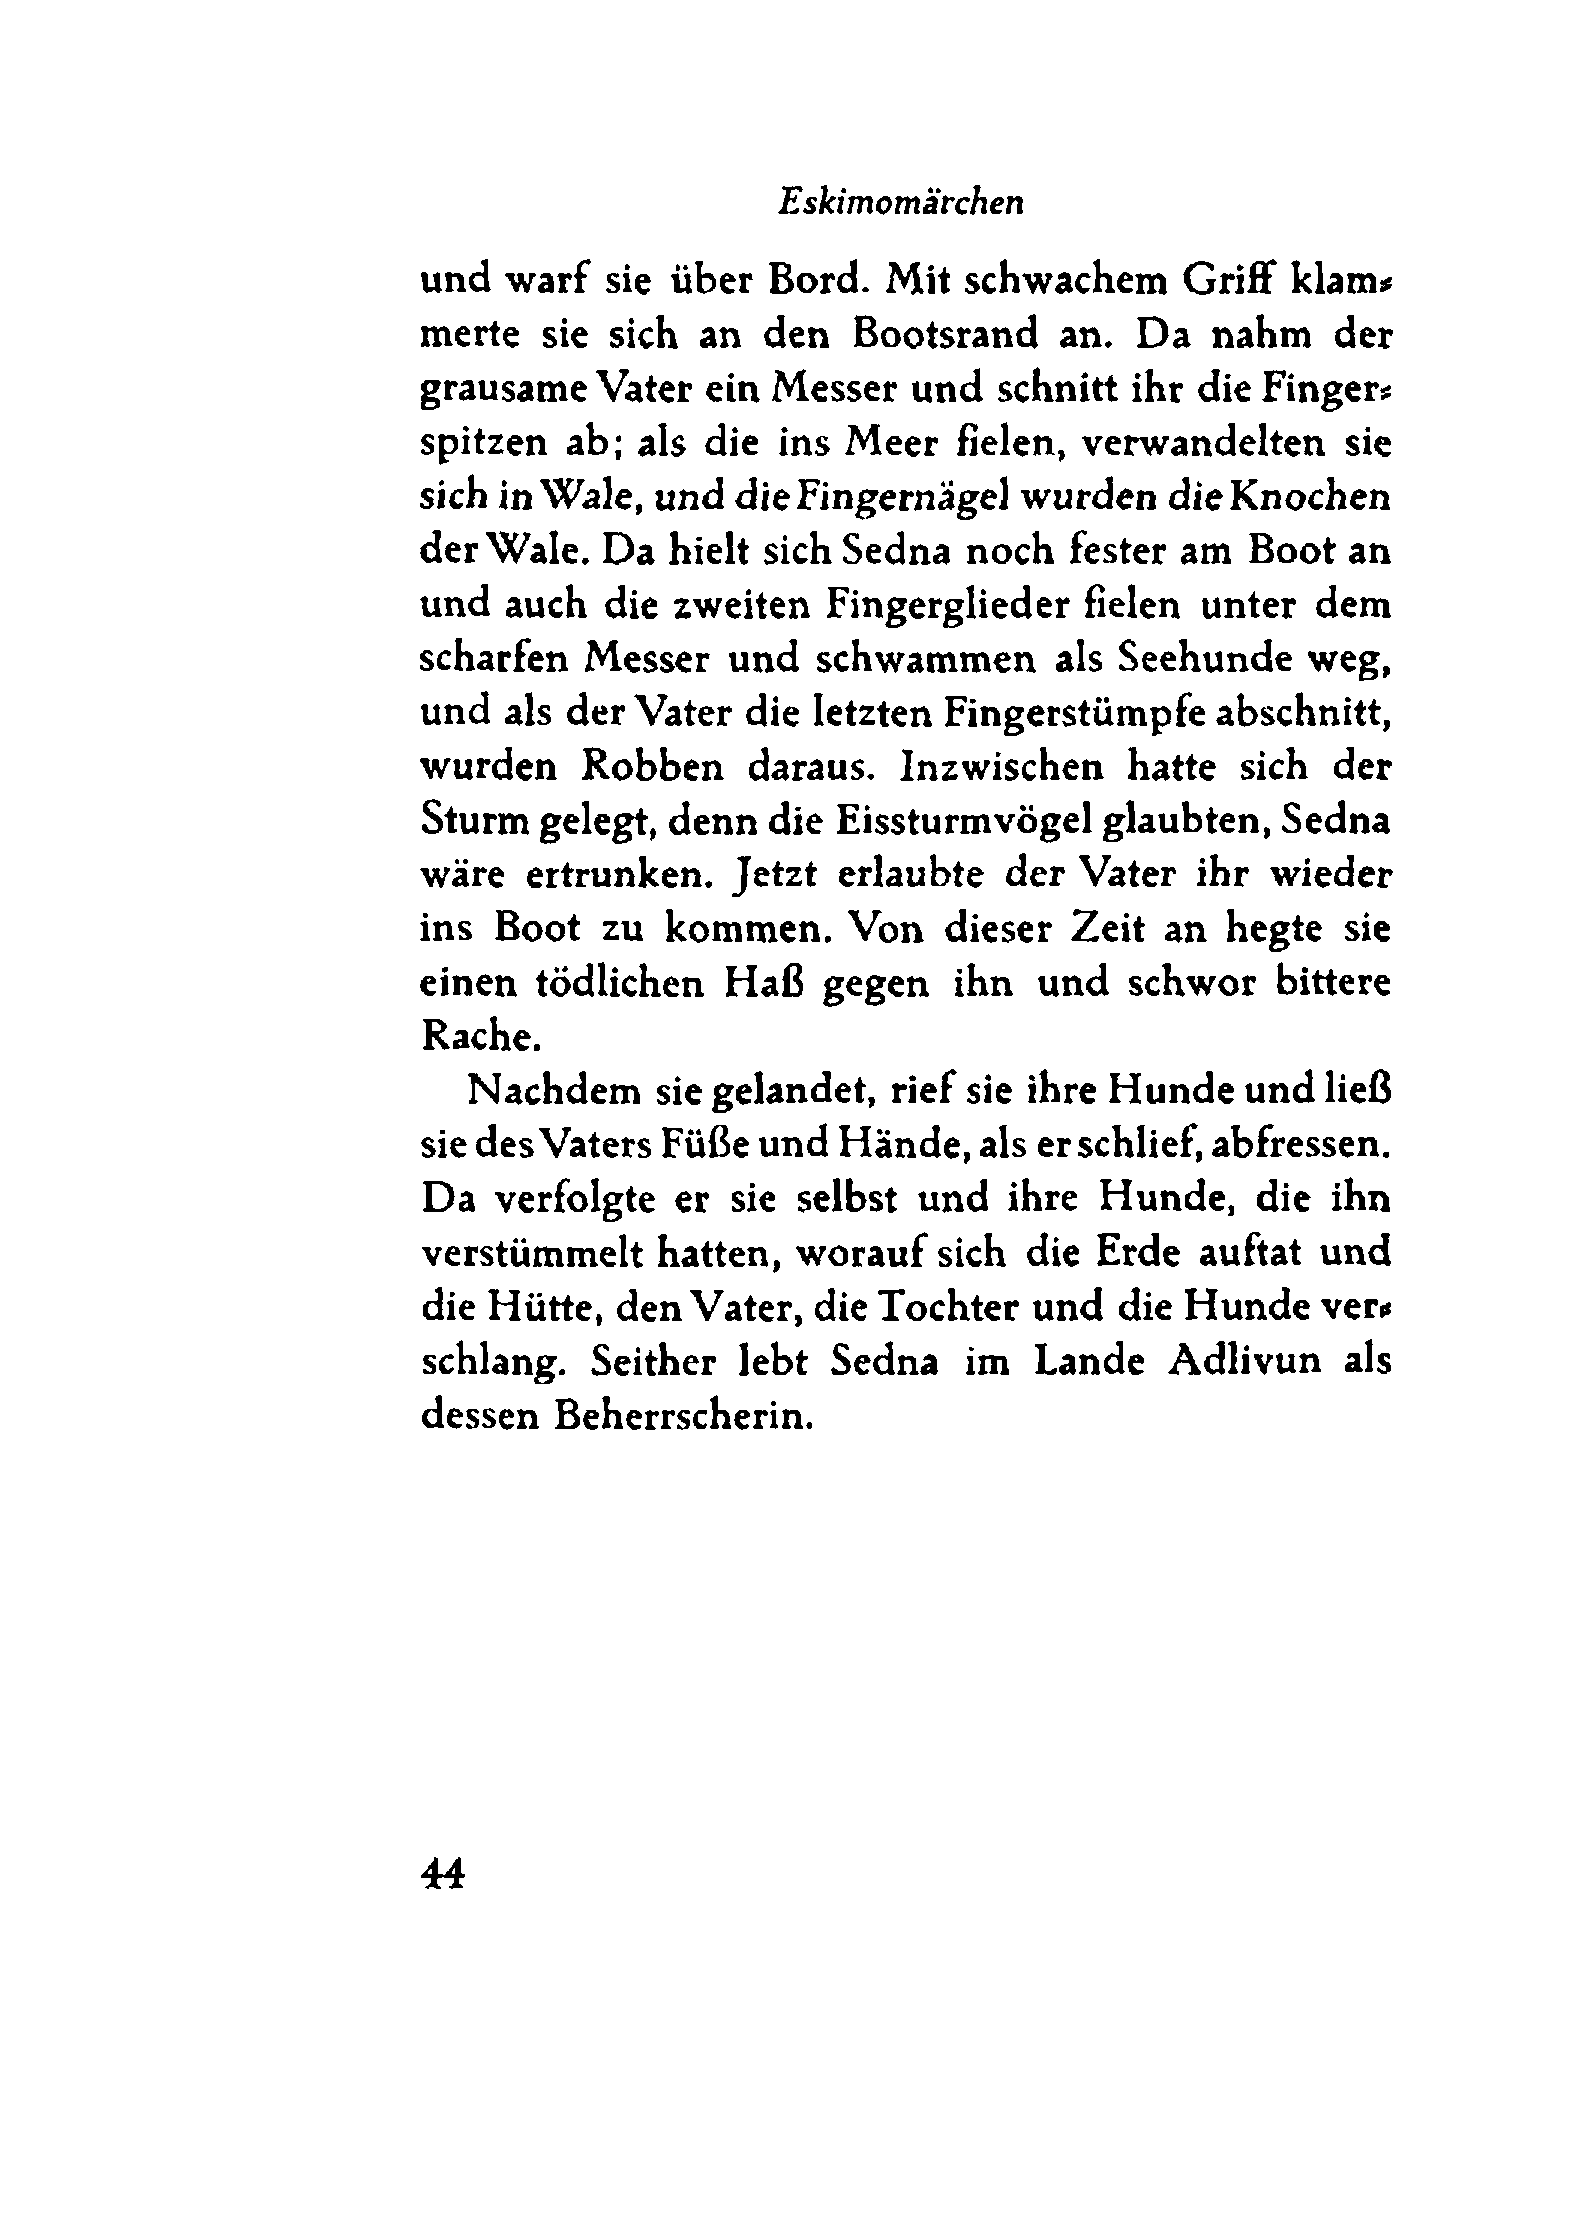 Eskimomärchen
und warf sie über Bord. Mit schwachem Griff klam-
merte sie sich an den Bootsrand an. Da nahm der
grausame Vater ein Messer und schnitt ihr die Finger-
spitzen ab; als die ins Meer fielen, verwandelten sie
sich in Wale, und die Fingernägel wurden die Knochen
der Wale. Da hielt sich Sedna noch fester am Boot an
und auch die zweiten Fingerglieder fielen unter dem
scharfen Messer und schwammen als Seehunde weg,
und als der Vater die letzten Fingerstümpfe abschnitt,
wurden Robben daraus. Inzwischen hatte sich der
Sturm gelegt, denn die Eissturmvögel glaubten, Sedna
wäre ertrunken. Jetzt erlaubte der Vater ihr wieder
ins Boot zu kommen. Von dieser Zeit an hegte sie
einen tödlichen Haß gegen ihn und schwor bittere
Rache.
Nachdem sie gelandet, rief sie ihre Hunde und ließ
sie des Vaters Füße und Hände, als er schlief, abfressen.
Da verfolgte er sie selbst und ihre Hunde, die ihn
verstümmelt hatten, worauf sich die Erde auftat und
die Hütte, den Vater, die Tochter und die Hunde ver-
schlang. Seither lebt Sedna im Lande Adlivun als
dessen Beherrscherin.
44